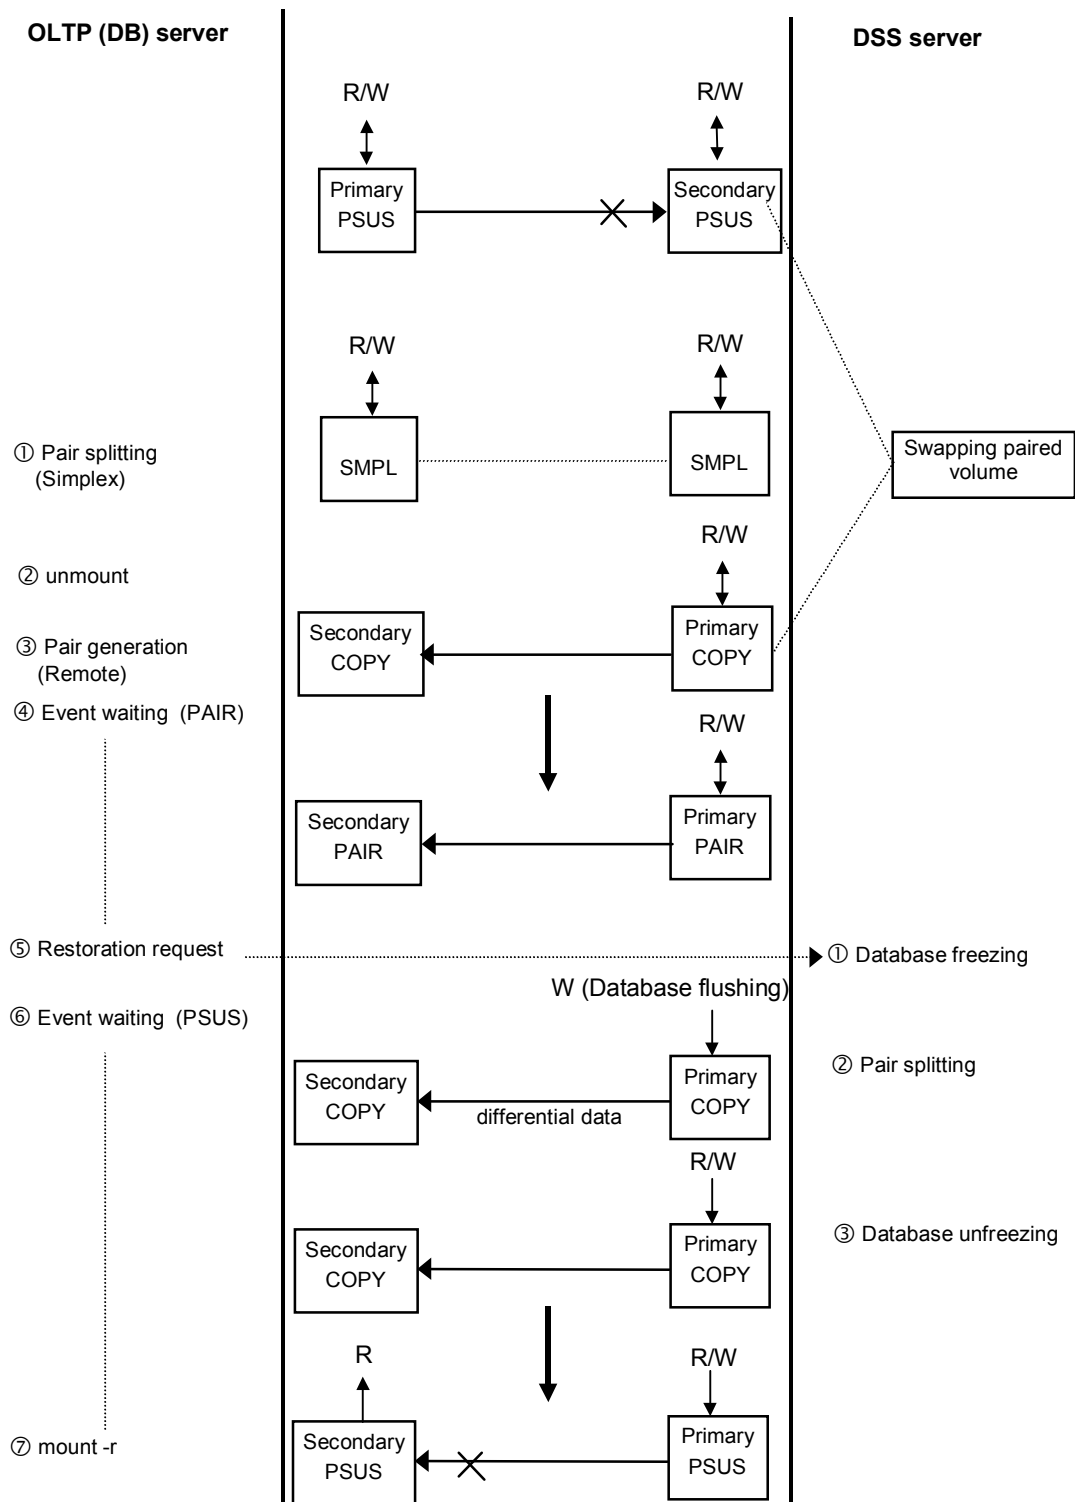 OLTP (DB) server
DSS server
R/W
R/W
Primary
PSUS
Secondary
PSUS
R/W
R/W
① Pair splitting
(Simplex)
SMPL
SMPL
Swapping paired
volume
R/W
② unmount
③ Pair generation
(Remote)
Secondary
COPY
Primary
COPY
④ Event waiting (PAIR)
R/W
Secondary
PAIR
Primary
PAIR
⑤ Restoration request
① Database freezing
W (Database flushing)
⑥ Event waiting (PSUS)
Secondary
COPY
differential data
Primary
COPY
② Pair splitting
R/W
Secondary
COPY
Primary
COPY
③ Database unfreezing
R
R/W
⑦ mount -r
Secondary
PSUS
Primary
PSUS